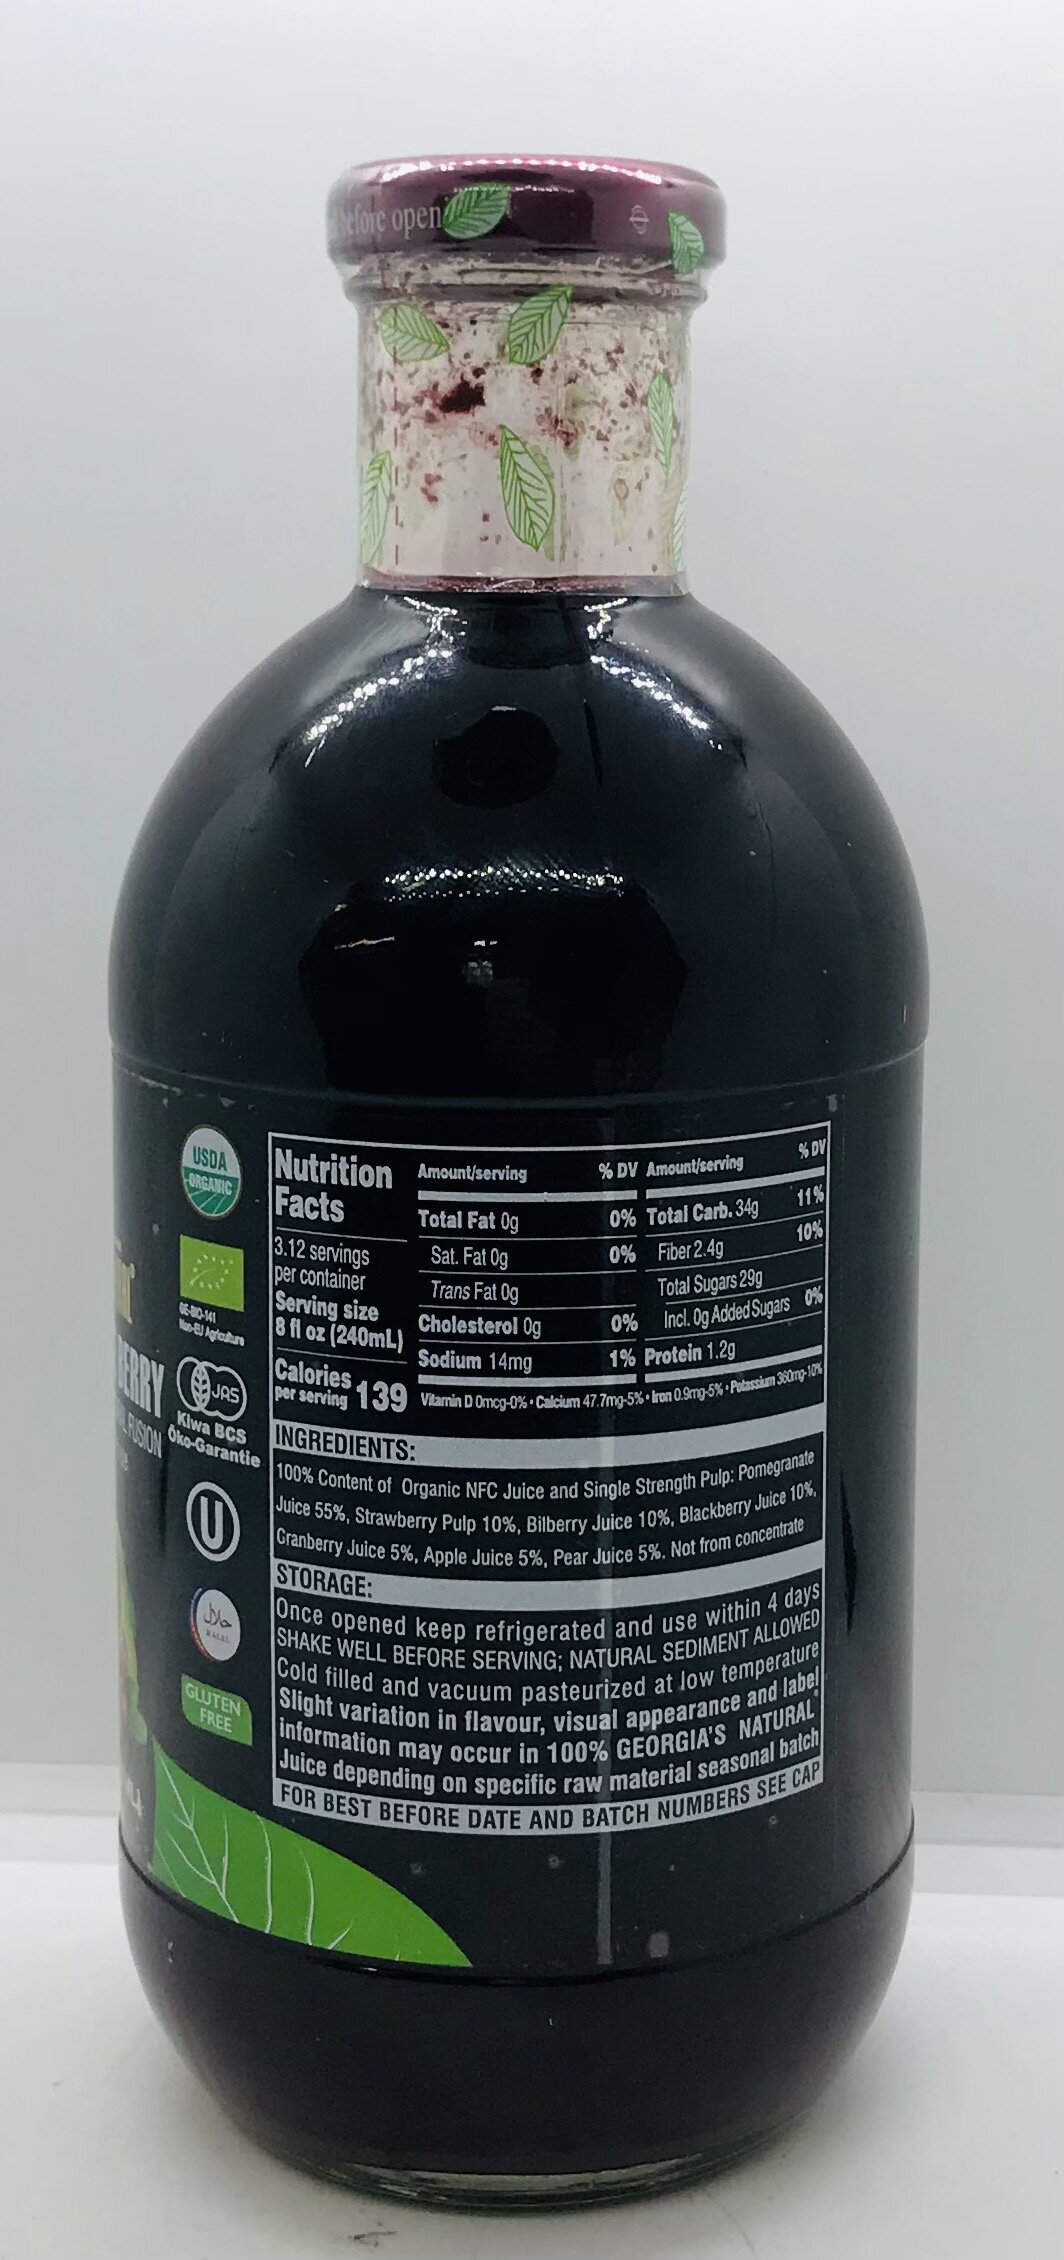 before open
USDA
ORGANIC
Non-EU Agriculture
BERRY
FUSION
JAS
Kiwa BCS
Öko-Garantie
U
حلال
HALAL
GLUTEN
FREE
Nutrition
Facts
3.12 servings
per container
Serving size
8 fl oz (240mL)
Calories
per serving 139
Amount/serving % DV
Total Fat 0g 0%
Sat. Fat 0g 0%
Trans Fat 0g
Cholesterol 0g 0%
Sodium 14mg 1%
Amount/serving % DV
Total Carb. 34g 11%
Fiber 2.4g 10%
Total Sugars 29g
Incl. 0g Added Sugars 0%
Protein 1.2g
Vitamin D 0mcg-0% • Calcium 47.7mg-5% • Iron 0.9mg-5% • Potassium 360mg-10%
INGREDIENTS:
100% Content of Organic NFC Juice and Single Strength Pulp: Pomegranate
Juice 55%, Strawberry Pulp 10%, Bilberry Juice 10%, Blackberry Juice 10%,
Cranberry Juice 5%, Apple Juice 5%, Pear Juice 5%. Not from concentrate
STORAGE:
Once opened keep refrigerated and use within 4 days
SHAKE WELL BEFORE SERVING; NATURAL SEDIMENT ALLOWED
Cold filled and vacuum pasteurized at low temperature
Slight variation in flavour, visual appearance and label
information may occur in 100% GEORGIA'S NATURAL®
Juice depending on specific raw material seasonal batch
FOR BEST BEFORE DATE AND BATCH NUMBERS SEE CAP